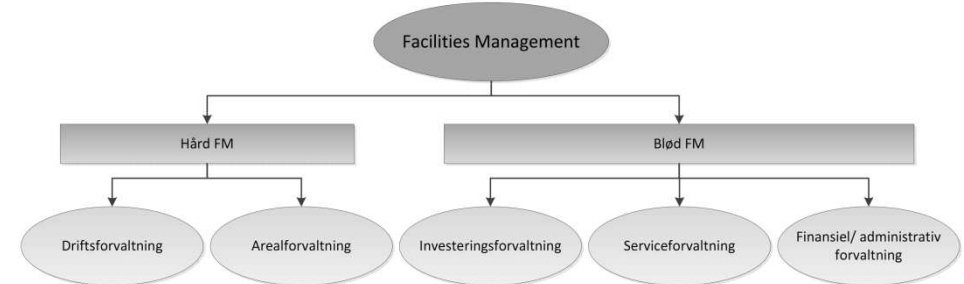 Facilities Management
Hård FM
Blød FM
Driftsforvaltning
Arealforvaltning
Investeringsforvaltning
Serviceforvaltning
Finansiel/ administrativ
forvaltning